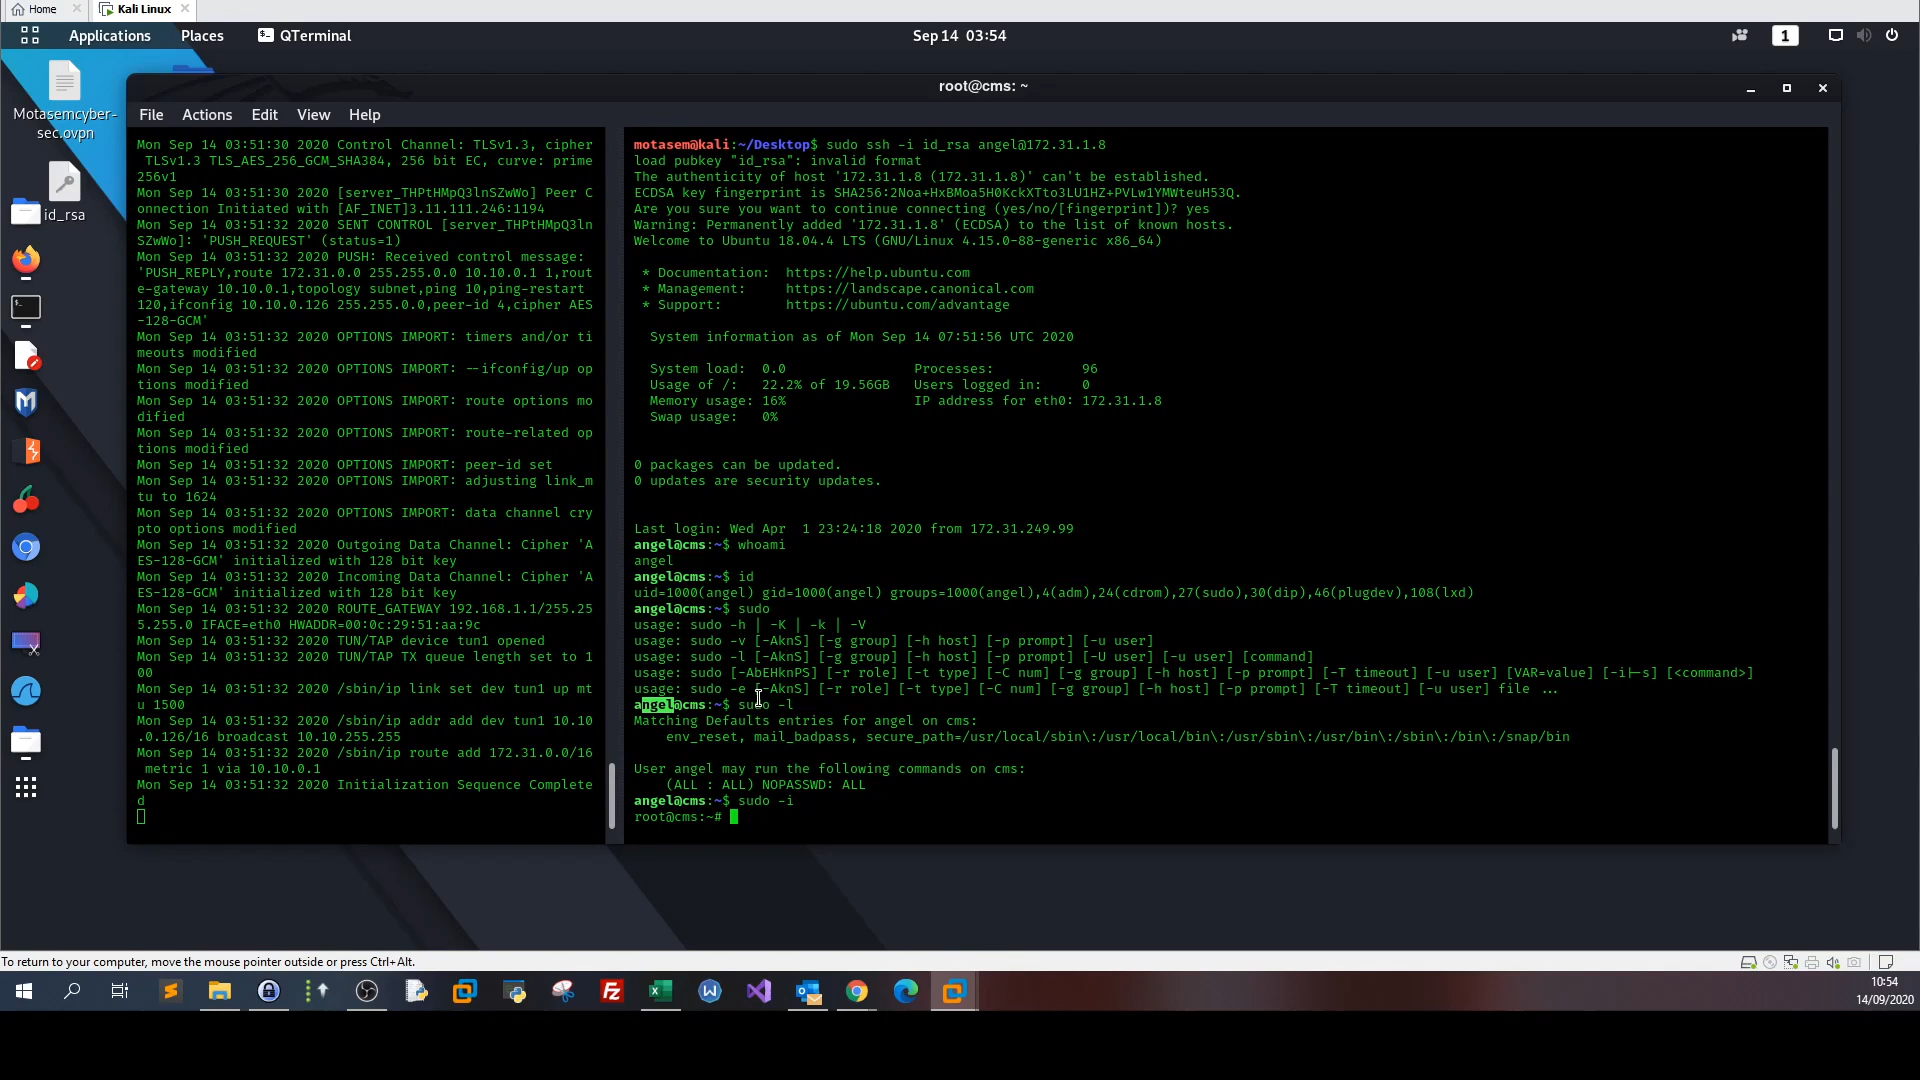 Home
Kali Linux
Applications
Places
QTerminal
Sep 14 03:54
1
Motasemcyber-
sec.ovpn
id_rsa
root@cms: ~
File Actions Edit View Help
Mon Sep 14 03:51:30 2020 Control Channel: TLSv1.3, cipher
TLSv1.3 TLS_AES_256_GCM_SHA384, 256 bit EC, curve: prime
256v1
Mon Sep 14 03:51:30 2020 [server_THPtHMpQ3lnSZwWo] Peer C
onnection Initiated with [AF_INET]3.11.111.246:1194
Mon Sep 14 03:51:32 2020 SENT CONTROL [server_THPtHMpQ3ln
SZwWo]: 'PUSH_REQUEST' (status=1)
Mon Sep 14 03:51:32 2020 PUSH: Received control message:
'PUSH_REPLY,route 172.31.0.0 255.255.0.0 10.10.0.1 1,rout
e-gateway 10.10.0.1,topology subnet,ping 10,ping-restart
120,ifconfig 10.10.0.126 255.255.0.0,peer-id 4,cipher AES
-128-GCM'
Mon Sep 14 03:51:32 2020 OPTIONS IMPORT: timers and/or ti
meouts modified
Mon Sep 14 03:51:32 2020 OPTIONS IMPORT: --ifconfig/up op
tions modified
Mon Sep 14 03:51:32 2020 OPTIONS IMPORT: route options mo
dified
Mon Sep 14 03:51:32 2020 OPTIONS IMPORT: route-related op
tions modified
Mon Sep 14 03:51:32 2020 OPTIONS IMPORT: peer-id set
Mon Sep 14 03:51:32 2020 OPTIONS IMPORT: adjusting link_m
tu to 1624
Mon Sep 14 03:51:32 2020 OPTIONS IMPORT: data channel cry
pto options modified
Mon Sep 14 03:51:32 2020 Outgoing Data Channel: Cipher 'A
ES-128-GCM' initialized with 128 bit key
Mon Sep 14 03:51:32 2020 Incoming Data Channel: Cipher 'A
ES-128-GCM' initialized with 128 bit key
Mon Sep 14 03:51:32 2020 ROUTE_GATEWAY 192.168.1.1/255.25
5.255.0 IFACE=eth0 HWADDR=00:0c:29:51:aa:9c
Mon Sep 14 03:51:32 2020 TUN/TAP device tun1 opened
Mon Sep 14 03:51:32 2020 TUN/TAP TX queue length set to 1
00
Mon Sep 14 03:51:32 2020 /sbin/ip link set dev tun1 up mt
u 1500
Mon Sep 14 03:51:32 2020 /sbin/ip addr add dev tun1 10.10
.0.126/16 broadcast 10.10.255.255
Mon Sep 14 03:51:32 2020 /sbin/ip route add 172.31.0.0/16
metric 1 via 10.10.0.1
Mon Sep 14 03:51:32 2020 Initialization Sequence Complete
d
motasem@kali:~/Desktop$ sudo ssh -i id_rsa angel@172.31.1.8
load pubkey "id_rsa": invalid format
The authenticity of host '172.31.1.8 (172.31.1.8)' can't be established.
ECDSA key fingerprint is SHA256:2Noa+HxBMoa5H0KckXTto3LU1HZ+PVLw1YMWteuH53Q.
Are you sure you want to continue connecting (yes/no/[fingerprint])? yes
Warning: Permanently added '172.31.1.8' (ECDSA) to the list of known hosts.
Welcome to Ubuntu 18.04.4 LTS (GNU/Linux 4.15.0-88-generic x86_64)
* Documentation: https://help.ubuntu.com
* Management: https://landscape.canonical.com
* Support: https://ubuntu.com/advantage
System information as of Mon Sep 14 07:51:56 UTC 2020
System load: 0.0 Processes: 96
Usage of /: 22.2% of 19.56GB Users logged in: 0
Memory usage: 16% IP address for eth0: 172.31.1.8
Swap usage: 0%
0 packages can be updated.
0 updates are security updates.
Last login: Wed Apr 1 23:24:18 2020 from 172.31.249.99
angel@cms:~$ whoami
angel
angel@cms:~$ id
uid=1000(angel) gid=1000(angel) groups=1000(angel),4(adm),24(cdrom),27(sudo),30(dip),46(plugdev),108(lxd)
angel@cms:~$ sudo
usage: sudo -h | -K | -k | -V
usage: sudo -v [-AknS] [-g group] [-h host] [-p prompt] [-u user]
usage: sudo -l [-AknS] [-g group] [-h host] [-p prompt] [-U user] [-u user] [command]
usage: sudo [-AbEHknPS] [-r role] [-t type] [-C num] [-g group] [-h host] [-p prompt] [-T timeout] [-u user] [VAR=value] [-i|-s] [<command>]
usage: sudo -e [-AknS] [-r role] [-t type] [-C num] [-g group] [-h host] [-p prompt] [-T timeout] [-u user] file ...
angel@cms:~$ sudo -l
Matching Defaults entries for angel on cms:
env_reset, mail_badpass, secure_path=/usr/local/sbin\:/usr/local/bin\:/usr/sbin\:/usr/bin\:/sbin\:/bin\:/snap/bin
User angel may run the following commands on cms:
(ALL : ALL) NOPASSWD: ALL
angel@cms:~$ sudo -i
root@cms:~#
To return to your computer, move the mouse pointer outside or press Ctrl+Alt.
10:54
14/09/2020